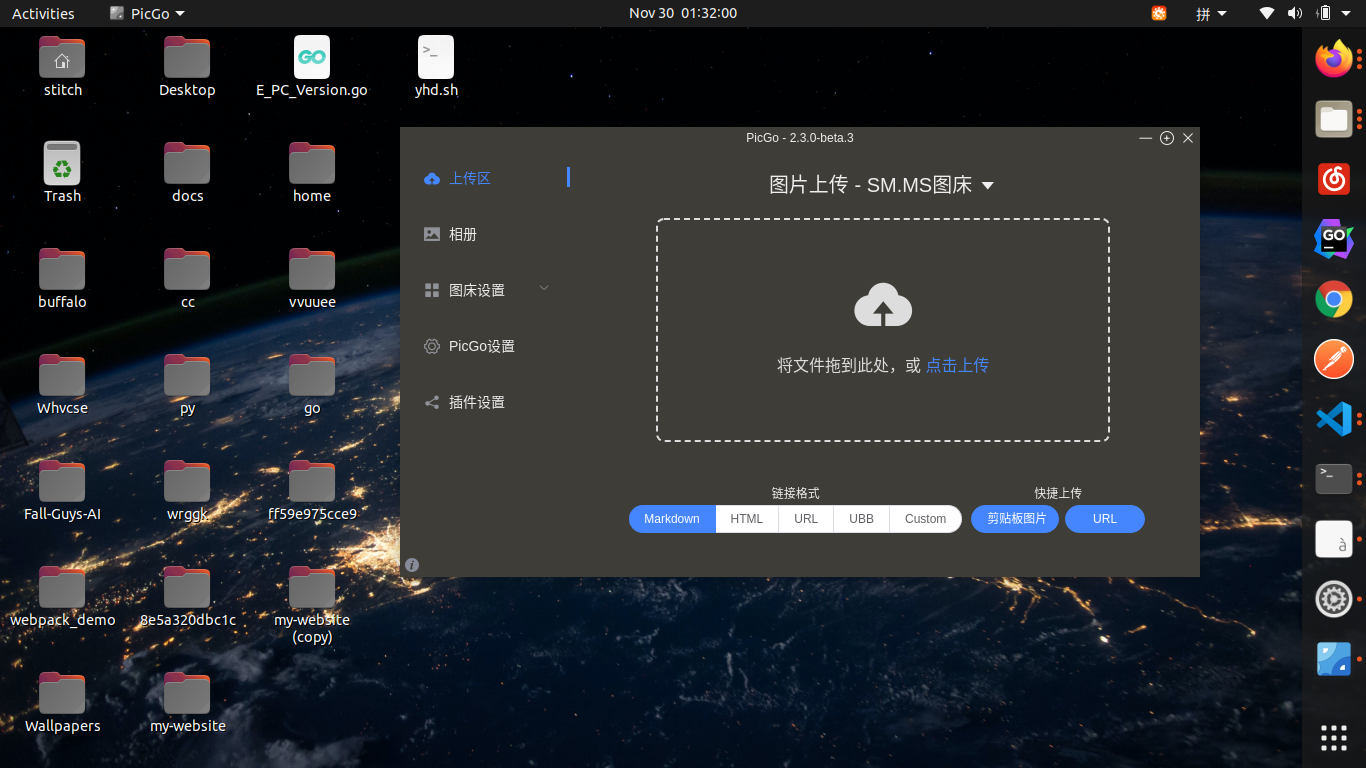 Activities
PicGo
Nov 30 01:32:00
拼
stitch
Desktop
GO
E_PC_Version.go
>_
yhd.sh
Trash
docs
home
buffalo
cc
vvuuee
Whvcse
py
go
Fall-Guys-AI
wrggk
ff59e975cce9
webpack_demo
8e5a320dbc1c
my-website
(copy)
Wallpapers
my-website
PicGo - 2.3.0-beta.3
上传区
相册
图床设置
PicGo设置
插件设置
图片上传 - SM.MS图床
将文件拖到此处，或 点击上传
链接格式
快捷上传
Markdown
HTML
URL
UBB
Custom
剪贴板图片
URL
i
GO
>_
à